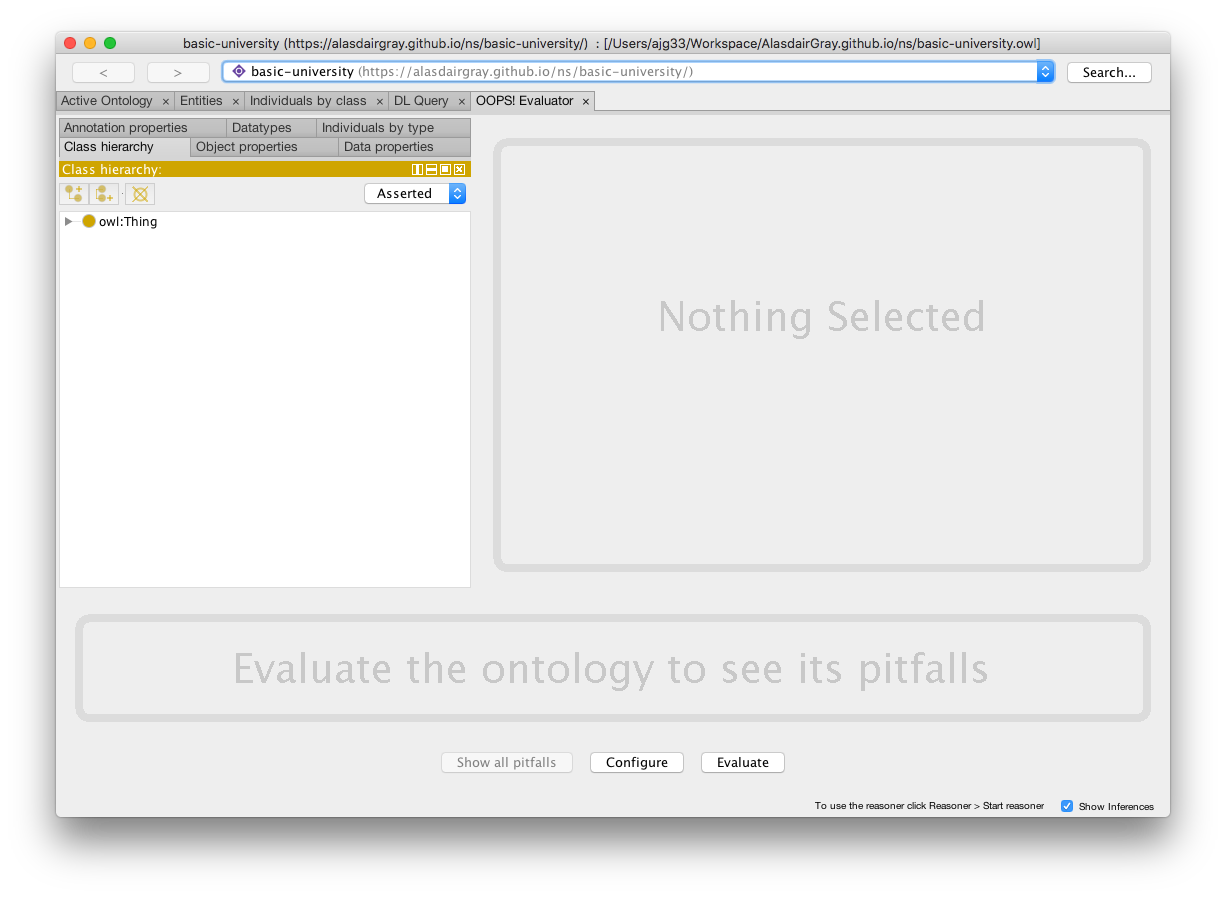 basic-university (https://alasdairgray.github.io/ns/basic-university/) : [/Users/ajg33/Workspace/AlasdairGray.github.io/ns/basic-university.owl]
< > basic-university (https://alasdairgray.github.io/ns/basic-university/) Search...
Active Ontology × Entities × Individuals by class × DL Query × OOPS! Evaluator ×
Annotation properties Datatypes Individuals by type
Class hierarchy Object properties Data properties
Class hierarchy:
Asserted
owl:Thing
Nothing Selected
Evaluate the ontology to see its pitfalls
Show all pitfalls Configure Evaluate
To use the reasoner click Reasoner > Start reasoner Show Inferences